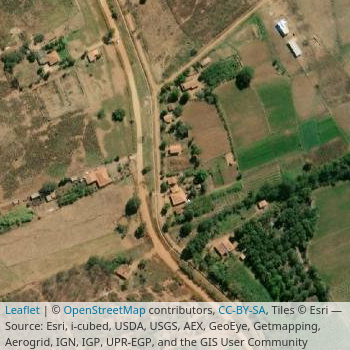 Leaflet | © OpenStreetMap contributors, CC-BY-SA, Tiles © Esri —
Source: Esri, i-cubed, USDA, USGS, AEX, GeoEye, Getmapping,
Aerogrid, IGN, IGP, UPR-EGP, and the GIS User Community